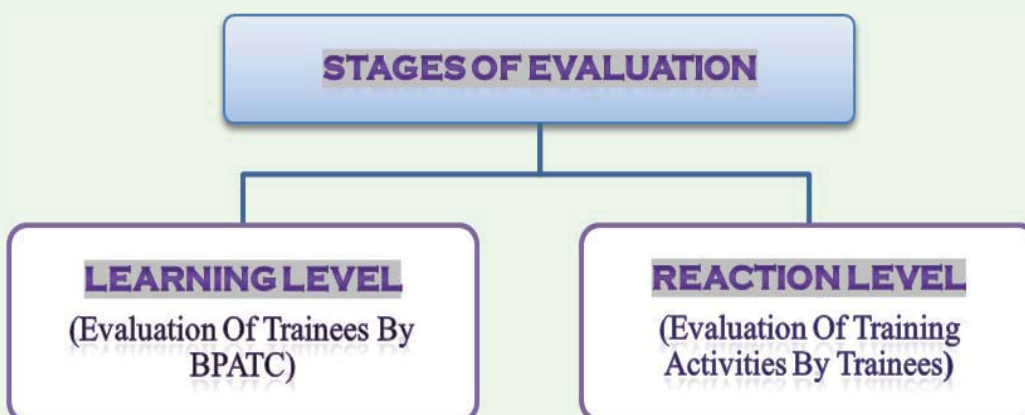 STAGES OF EVALUATION
LEARNING LEVEL
(Evaluation Of Trainees By
BPATC)
REACTION LEVEL
(Evaluation Of Training
Activities By Trainees)